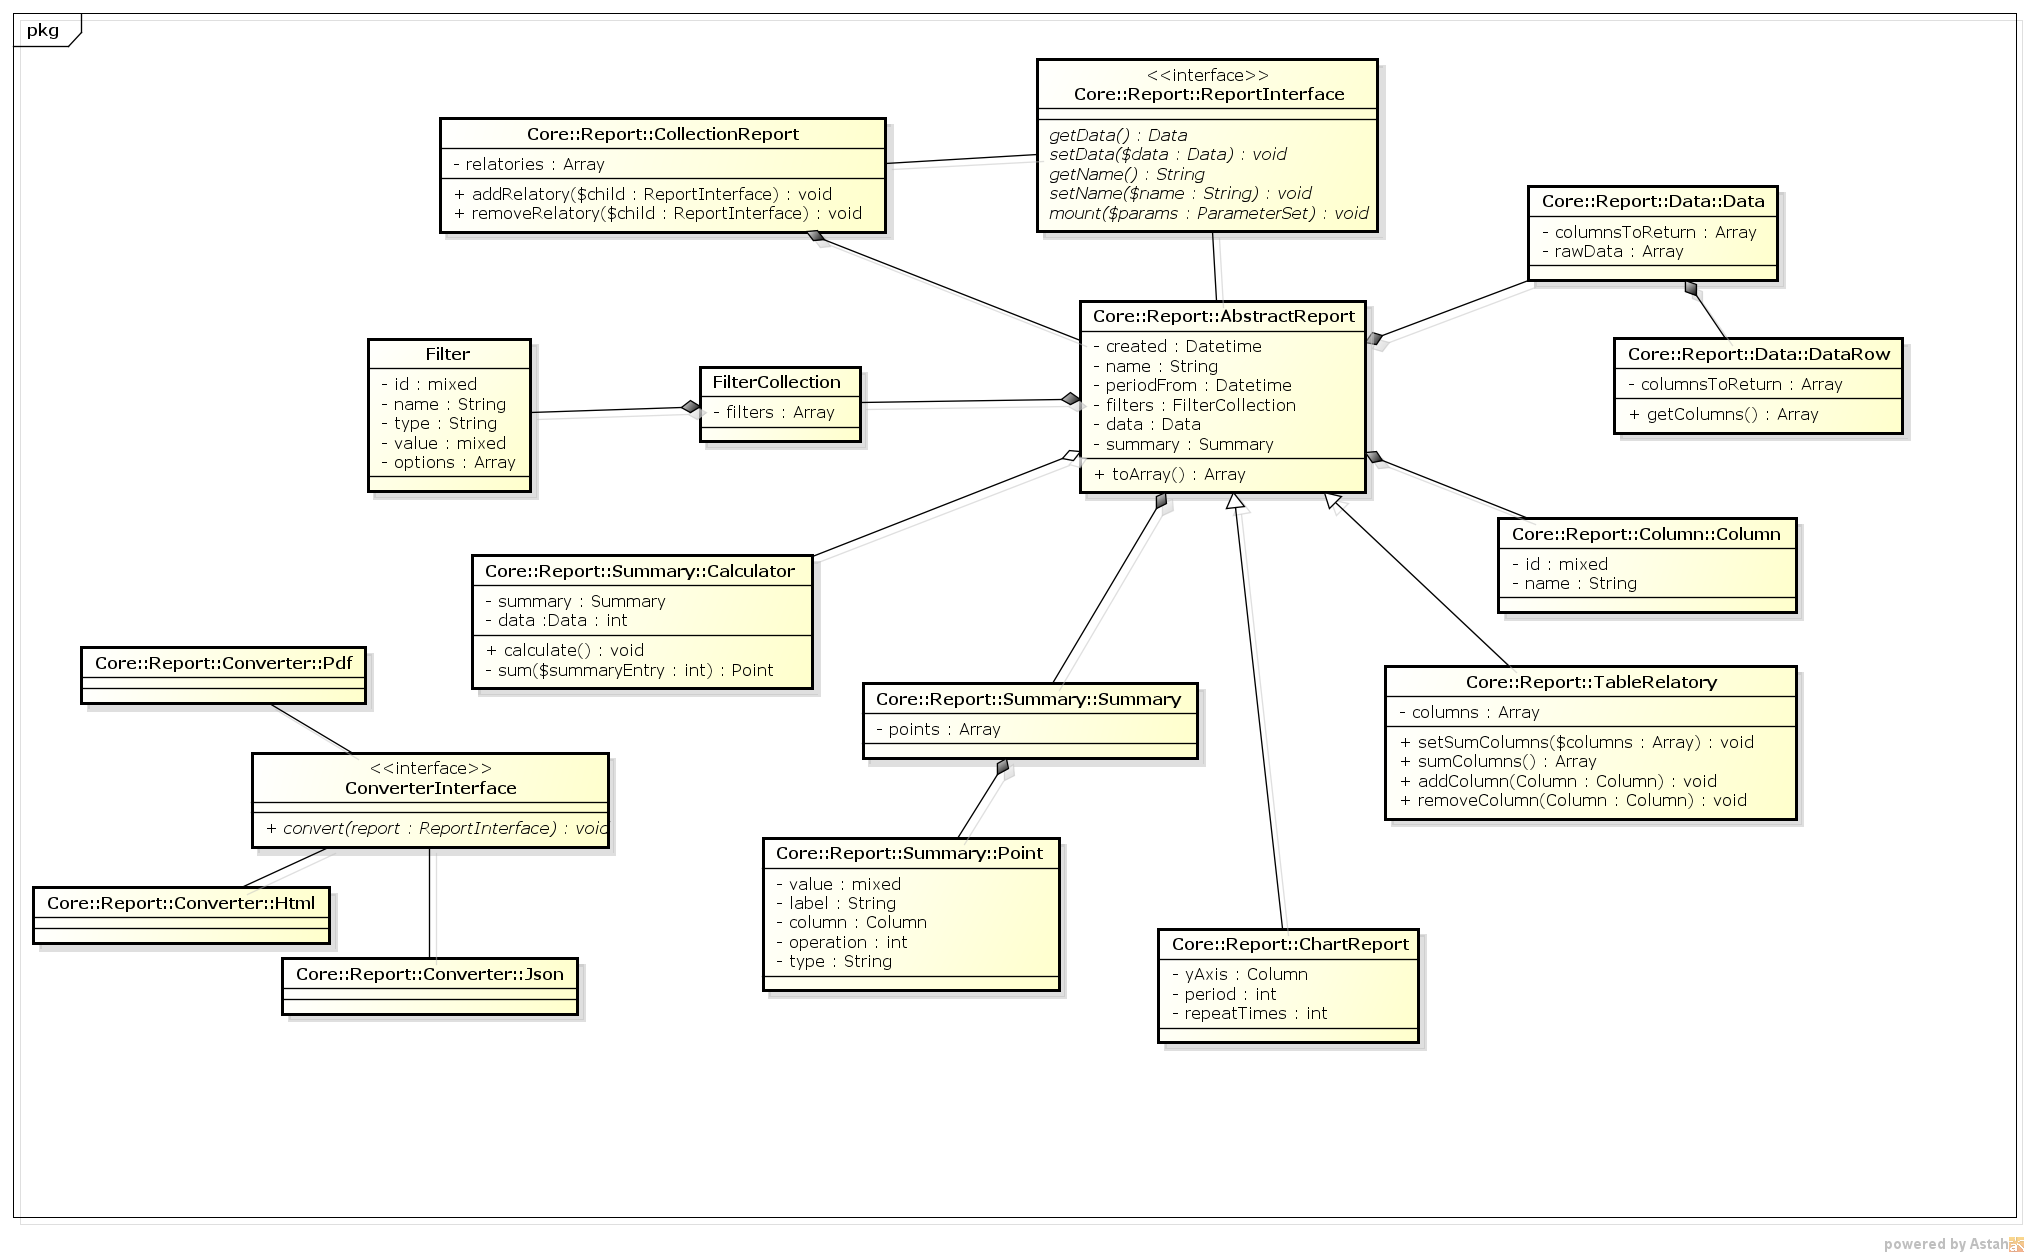 pkg
<<interface>>
Core::Report::ReportInterface
getData() : Data
setData($data : Data) : void
getName() : String
setName($name : String) : void
mount($params : ParameterSet) : void
Core::Report::CollectionReport
- relatories : Array
+ addRelatory($child : ReportInterface) : void
+ removeRelatory($child : ReportInterface) : void
Core::Report::Data::Data
- columnsToReturn : Array
- rawData : Array
Core::Report::AbstractReport
- created : Datetime
- name : String
- periodFrom : Datetime
- filters : FilterCollection
- data : Data
- summary : Summary
+ toArray() : Array
Filter
- id : mixed
- name : String
- type : String
- value : mixed
- options : Array
FilterCollection
- filters : Array
Core::Report::Data::DataRow
- columnsToReturn : Array
+ getColumns() : Array
Core::Report::Column::Column
- id : mixed
- name : String
Core::Report::Summary::Calculator
- summary : Summary
- data :Data : int
+ calculate() : void
- sum($summaryEntry : int) : Point
Core::Report::Converter::Pdf
Core::Report::Summary::Summary
- points : Array
Core::Report::TableRelatory
- columns : Array
+ setSumColumns($columns : Array) : void
+ sumColumns() : Array
+ addColumn(Column : Column) : void
+ removeColumn(Column : Column) : void
<<interface>>
ConverterInterface
+ convert(report : ReportInterface) : void
Core::Report::Converter::Html
Core::Report::Converter::Json
Core::Report::Summary::Point
- value : mixed
- label : String
- column : Column
- operation : int
- type : String
Core::Report::ChartReport
- yAxis : Column
- period : int
- repeatTimes : int
powered by Astah